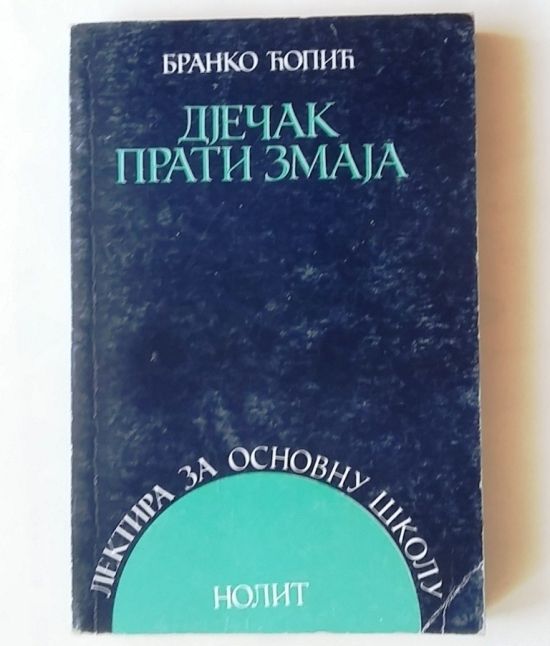 БРАНКО ЋОПИЋ
ДЈЕЧАК
ПРАТИ ЗМАЈА
ЛЕКТИРА ЗА ОСНОВНУ ШКОЛУ
НОЛИТ